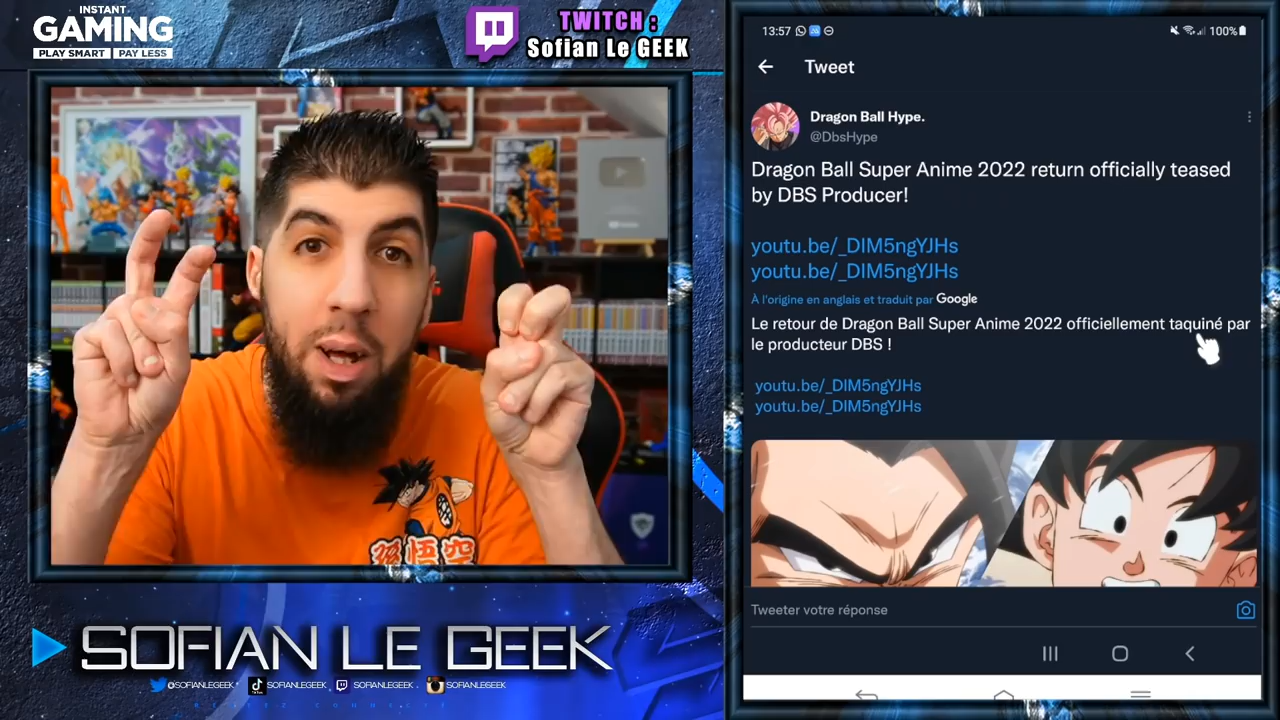 INSTANT
GAMING
PLAY SMART | PAY LESS
TWITCH :
Sofian Le GEEK
孫悟空
SOFIAN LE GEEK
@SOFIANLEGEEK
SOFIANLEGEEK
SOFIANLEGEEK
SOFIANLEGEEK
13:57
100%
Tweet
Dragon Ball Hype.
@DbsHype
Dragon Ball Super Anime 2022 return officially teased
by DBS Producer!
youtu.be/_DIM5ngYJHs
youtu.be/_DIM5ngYJHs
À l'origine en anglais et traduit par Google
Le retour de Dragon Ball Super Anime 2022 officiellement taquiné par
le producteur DBS !
youtu.be/_DIM5ngYJHs
youtu.be/_DIM5ngYJHs
Tweeter votre réponse